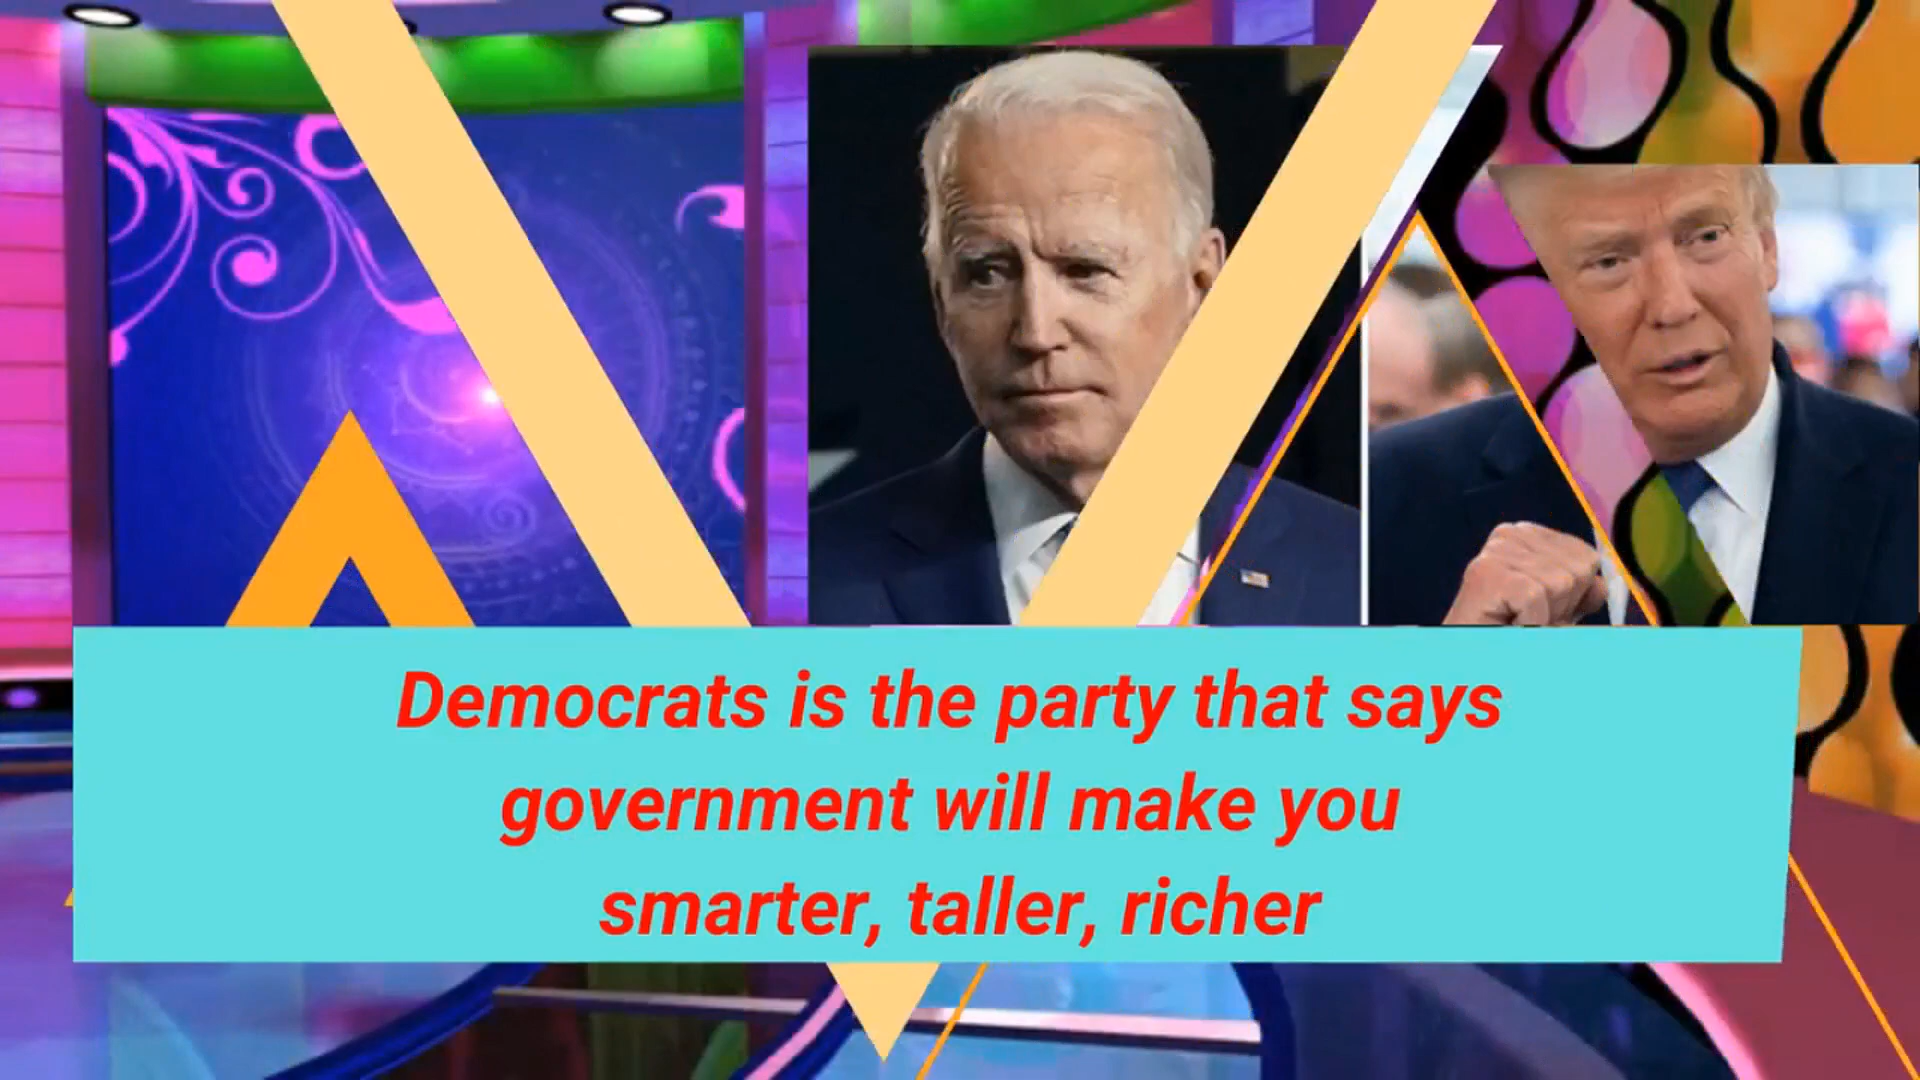 Democrats is the party that says
government will make you
smarter, taller, richer